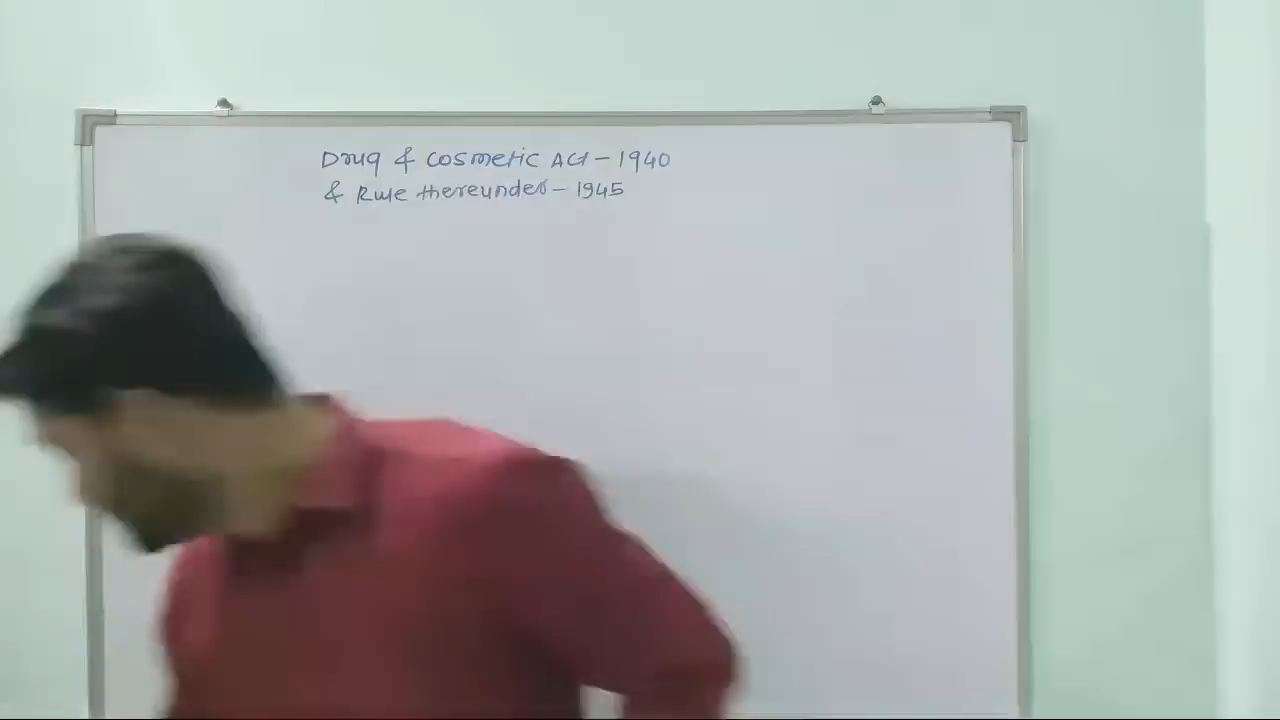 Drug & cosmetic Act - 1940
& Rule thereunder - 1945